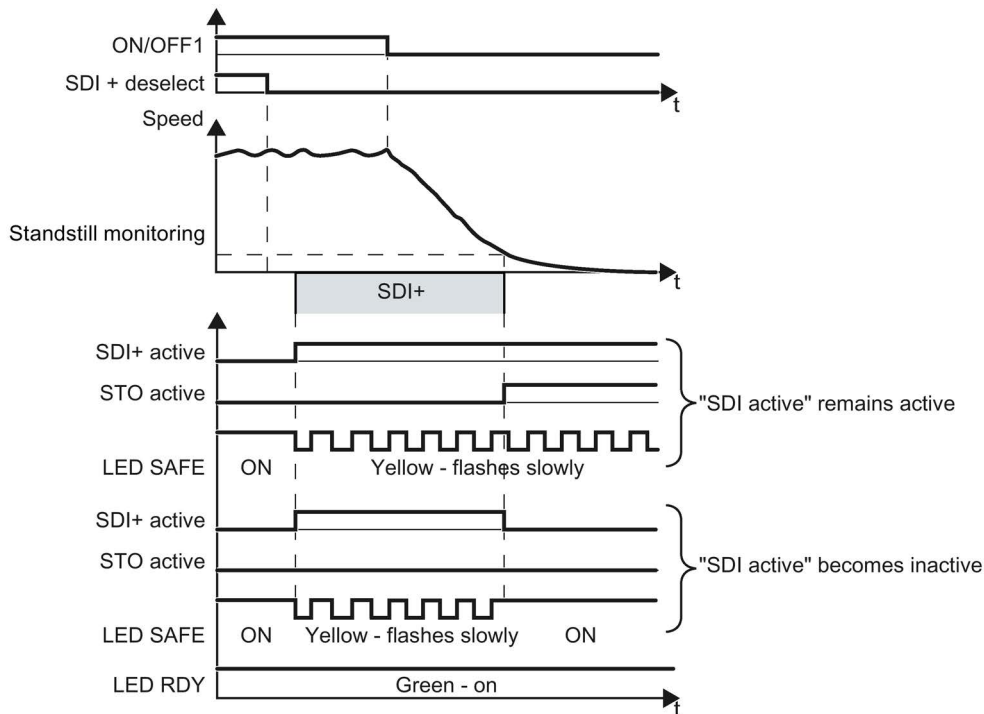 ON/OFF1
SDI + deselect
t
Speed
Standstill monitoring
t
SDI+
SDI+ active
STO active
"SDI active" remains active
LED SAFE ON Yellow - flashes slowly
SDI+ active
STO active
"SDI active" becomes inactive
LED SAFE ON Yellow - flashes slowly ON
LED RDY Green - on
t